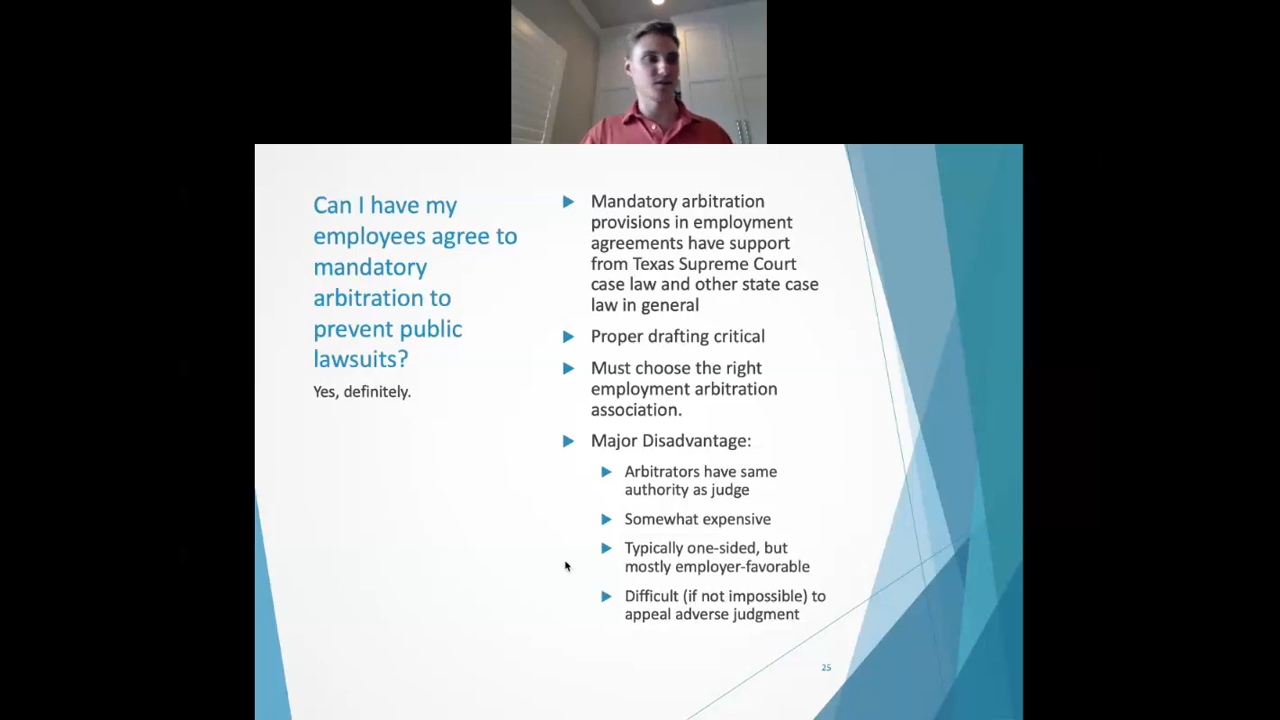 Can I have my
employees agree to
mandatory
arbitration to
prevent public
lawsuits?
Yes, definitely.
Mandatory arbitration
provisions in employment
agreements have support
from Texas Supreme Court
case law and other state case
law in general
Proper drafting critical
Must choose the right
employment arbitration
association.
Major Disadvantage:
Arbitrators have same
authority as judge
Somewhat expensive
Typically one-sided, but
mostly employer-favorable
Difficult (if not impossible) to
appeal adverse judgment
25